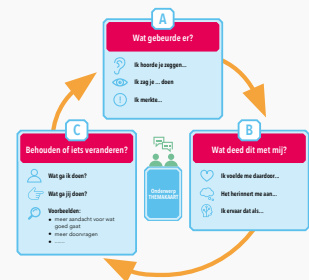 A
Wat gebeurde er?
Ik hoorde je zeggen...
Ik zag je ... doen
Ik merkte...
B
Wat deed dit met mij?
Ik voelde me daardoor...
Het herinnert me aan...
Ik ervaar dat als...
C
Behouden of iets veranderen?
Wat ga ik doen?
Wat ga jij doen?
Voorbeelden:
• meer aandacht voor wat
goed gaat
• meer doorvragen
• ......
Onderwerp
THEMAKAART